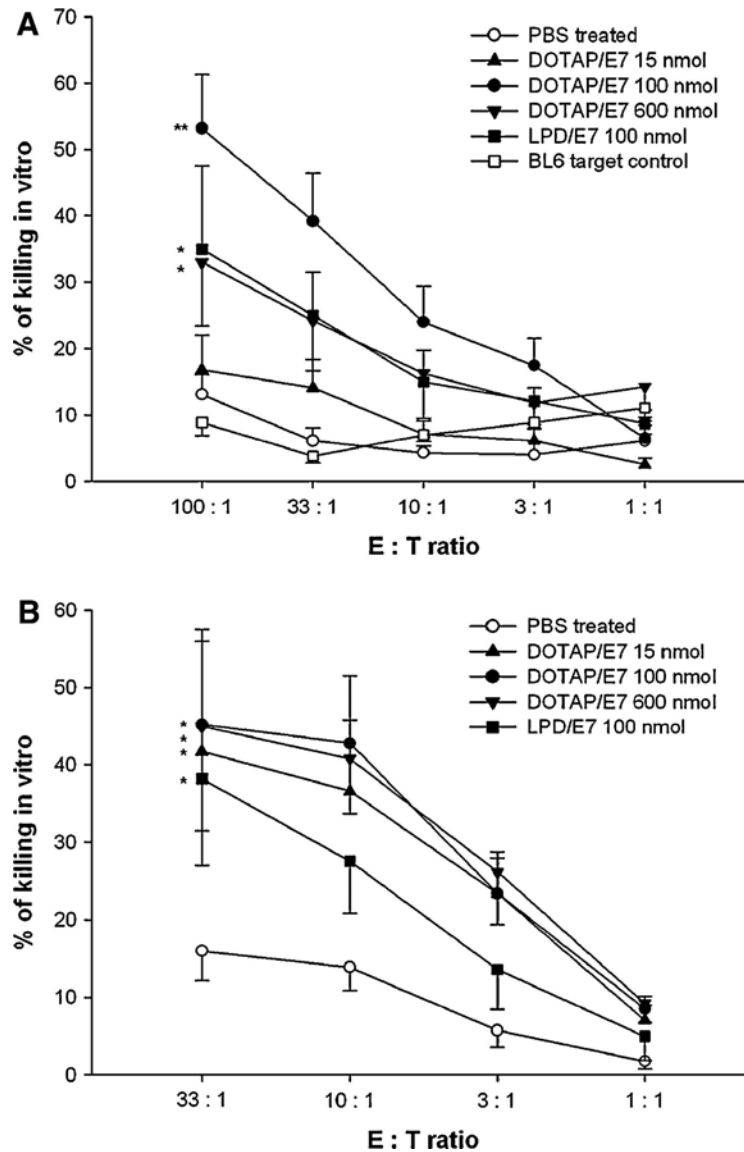 A
70
60
50
40
30
20
10
0
% of killing in vitro
**
*
*
PBS treated
DOTAP/E7 15 nmol
DOTAP/E7 100 nmol
DOTAP/E7 600 nmol
LPD/E7 100 nmol
BL6 target control
100 : 1 33 : 1 10 : 1 3 : 1 1 : 1
E : T ratio
B
60
50
40
30
20
10
0
% of killing in vitro
*
*
*
*
PBS treated
DOTAP/E7 15 nmol
DOTAP/E7 100 nmol
DOTAP/E7 600 nmol
LPD/E7 100 nmol
33 : 1 10 : 1 3 : 1 1 : 1
E : T ratio